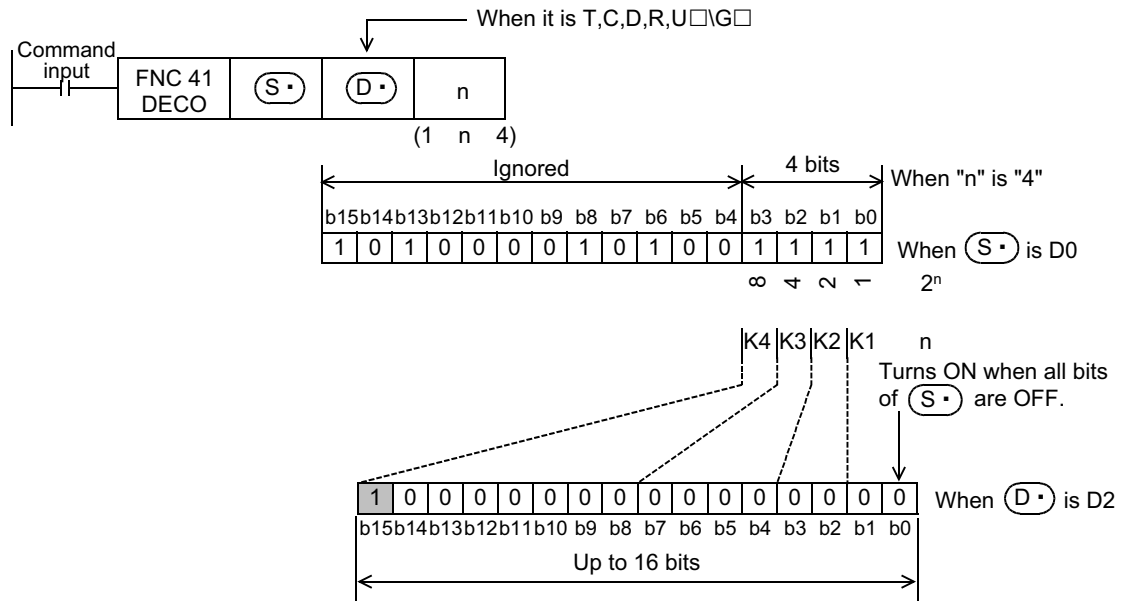 When it is T,C,D,R,U□\G□
Command
input
FNC 41
DECO
S・
D・
n
(1 n 4)
Ignored
4 bits
When "n" is "4"
b15 b14 b13 b12 b11 b10 b9 b8 b7 b6 b5 b4 b3 b2 b1 b0
1 0 1 0 0 0 0 1 0 1 0 0 1 1 1 1
When S・ is D0
8 4 2 1 2ⁿ
K4 K3 K2 K1 n
Turns ON when all bits
of S・ are OFF.
1 0 0 0 0 0 0 0 0 0 0 0 0 0 0 0
When D・ is D2
b15 b14 b13 b12 b11 b10 b9 b8 b7 b6 b5 b4 b3 b2 b1 b0
Up to 16 bits